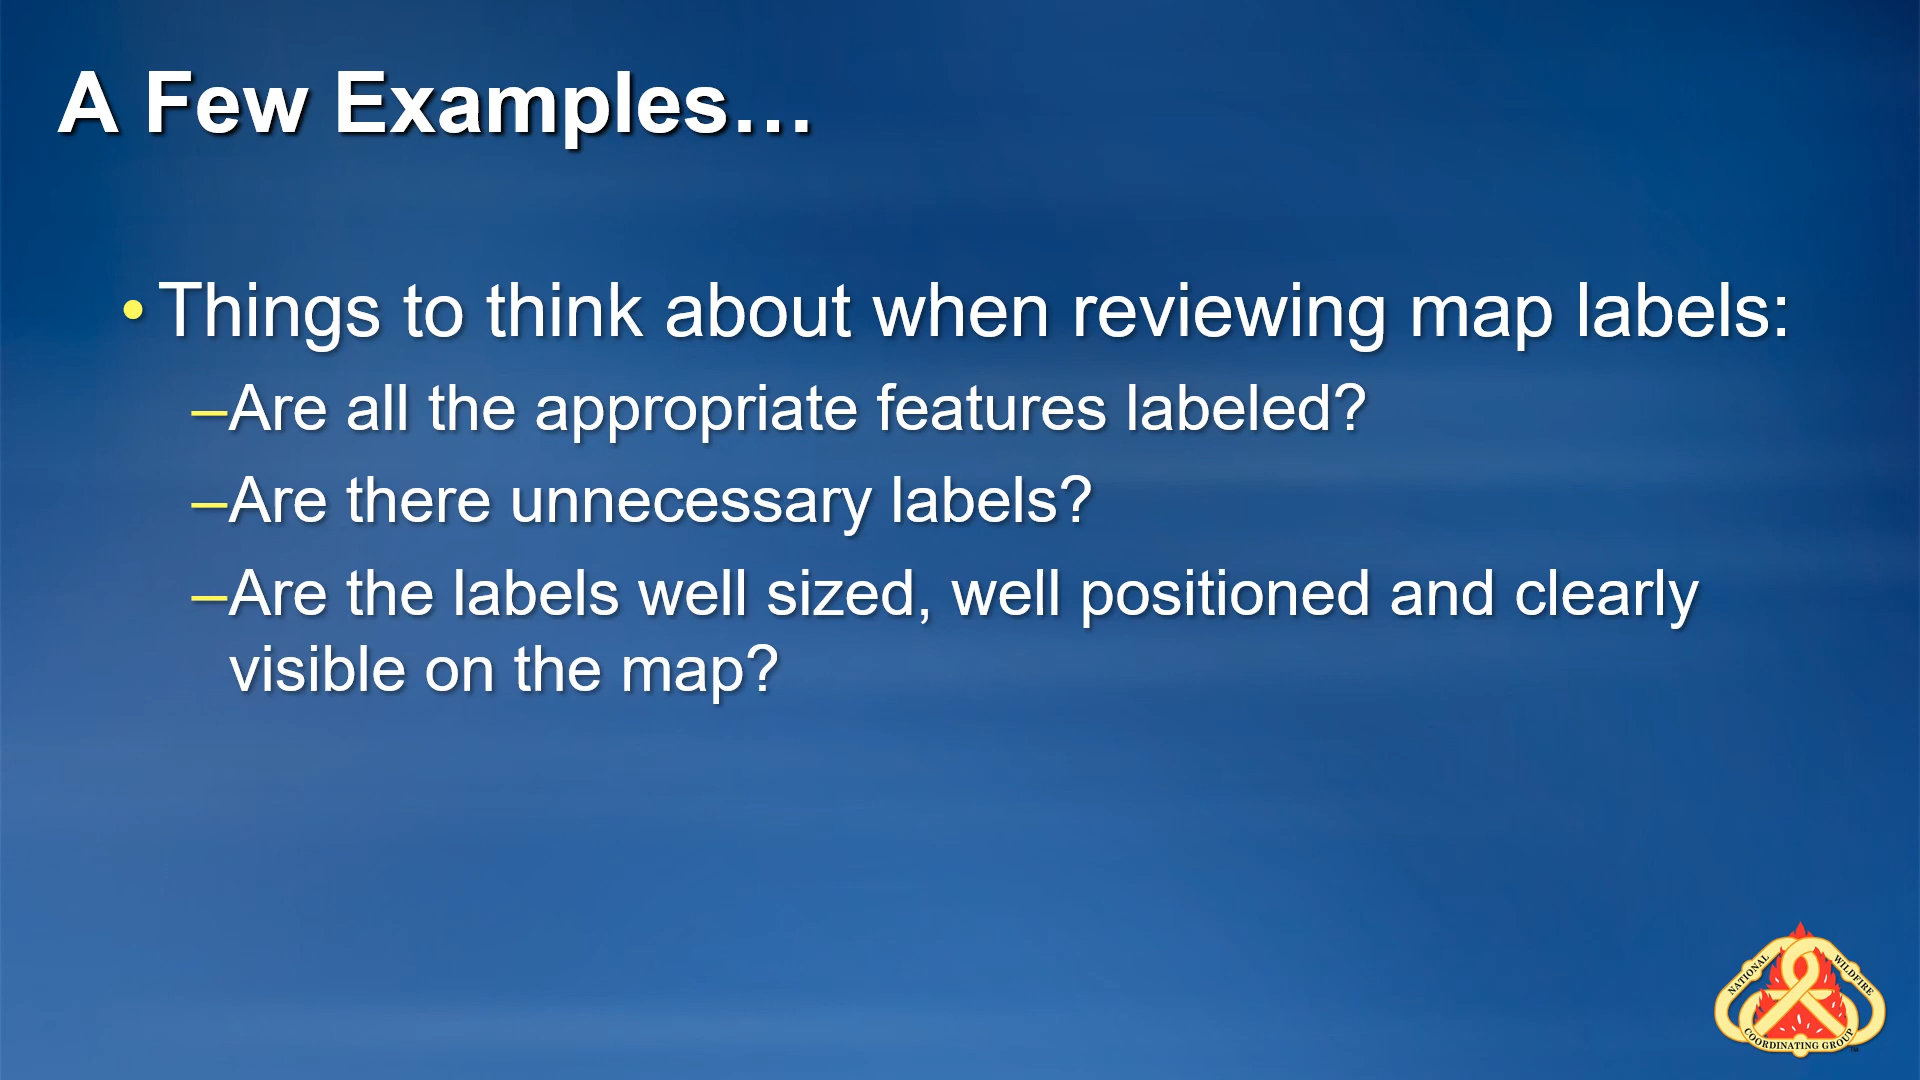 A Few Examples…
• Things to think about when reviewing map labels:
–Are all the appropriate features labeled?
–Are there unnecessary labels?
–Are the labels well sized, well positioned and clearly
visible on the map?
NATIONAL WILDFIRE
COORDINATING GROUP™